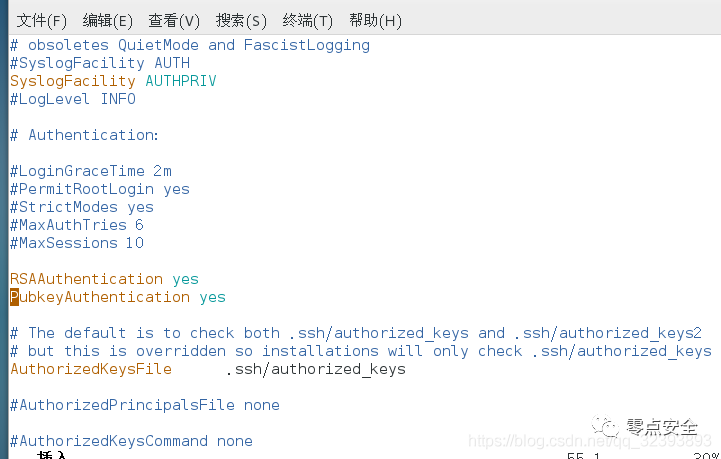 文件(F) 编辑(E) 查看(V) 搜索(S) 终端(T) 帮助(H)
# obsoletes QuietMode and FascistLogging
#SyslogFacility AUTH
SyslogFacility AUTHPRIV
#LogLevel INFO
# Authentication:
#LoginGraceTime 2m
#PermitRootLogin yes
#StrictModes yes
#MaxAuthTries 6
#MaxSessions 10
RSAAuthentication yes
PubkeyAuthentication yes
# The default is to check both .ssh/authorized_keys and .ssh/authorized_keys2
# but this is overridden so installations will only check .ssh/authorized_keys
AuthorizedKeysFile .ssh/authorized_keys
#AuthorizedPrincipalsFile none
零点安全
#AuthorizedKeysCommand none
https://blog.csdn.net/qq_32393893
插入 55,1 20%